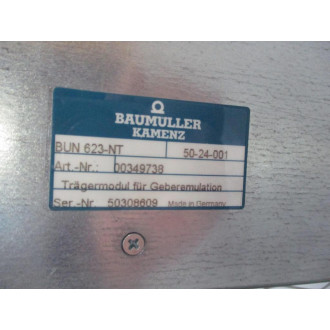 BAUMÜLLER
KAMENZ
BUN 623-NT 50-24-001
Art.-Nr.: 00349738
Trägermodul für Geberemulation
Ser.-Nr 50308609 Made in Germany